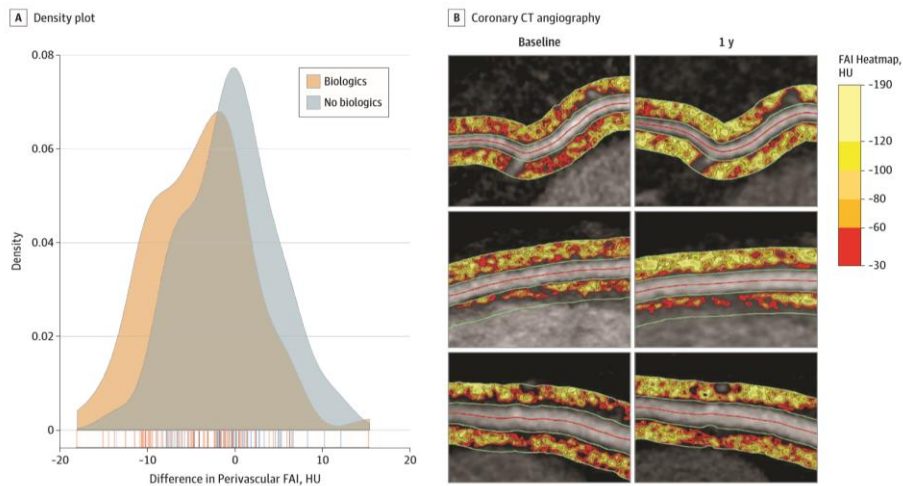 A Density plot
0.08
0.06
0.04
0.02
0
Density
Biologics
No biologics
-20
-10
0
10
20
Difference in Perivascular FAI, HU
B Coronary CT angiography
Baseline
1 y
FAI Heatmap,
HU
-190
-120
-100
-80
-60
-30